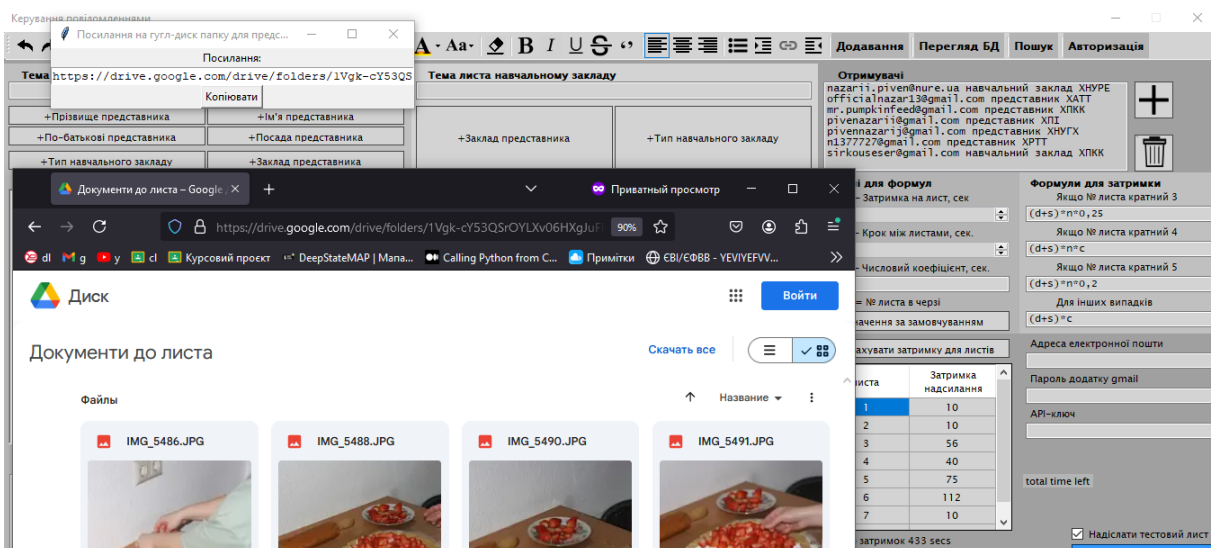 Керування повідомленнями
Посилання на гугл-диск папку для предс...
Посилання:
https://drive.google.com/drive/folders/1Vgk-cY53QS
Копіювати
A Aa B I U S
Додавання Перегляд БД Пошук Авторизація
Тема
Тема листа навчальному закладу
+Прізвище представника
+Ім'я представника
+По-батькові представника
+Посада представника
+Тип навчального закладу
+Заклад представника
+Заклад представника
+Тип навчального закладу
Отримувачі
nazarii.piven@nure.ua навчальний заклад ХНУРЕ
officialnazar13@gmail.com представник ХАТТ
mr.pumpkinfeed@gmail.com представник ХПКК
pivenazarii@gmail.com представник ХПІ
pivennazarij@gmail.com представник ХНУГХ
n1377727@gmail.com представник ХРТТ
sirkouseser@gmail.com навчальний заклад ХПКК
Документи до листа – Google
Приватный просмотр
https://drive.google.com/drive/folders/1Vgk-cY53QSrOYLXv06HXgJuF
90%
dl g y cl Курсовий проєкт DeepStateMAP | Мапа... Calling Python from C... Примітки ЄВІ/ЄФВВ - YEVIYEFVV...
Диск
Войти
Документи до листа
Скачать все
Файлы
Название
IMG_5486.JPG
IMG_5488.JPG
IMG_5490.JPG
IMG_5491.JPG
і для формул
– Затримка на лист, сек
– Крок між листами, сек.
– Числовий коефіцієнт, сек.
= № листа в черзі
начення за замовчуванням
ахувати затримку для листів
Формули для затримки
Якщо № листа кратний 3
(d+s)*n*0,25
Якщо № листа кратний 4
(d+s)*n*c
Якщо № листа кратний 5
(d+s)*n*0,2
Для інших випадків
(d+s)*c
Адреса електронної пошти
Пароль додатку gmail
API-ключ
листа
Затримка надсилання
1 10
2 10
3 56
4 40
5 75
6 112
7 10
затримок 433 secs
total time left
Надіслати тестовий лист